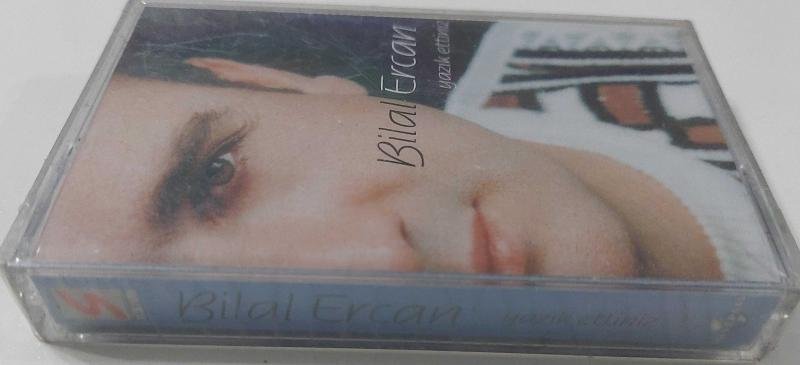 Bilal Ercan
yazık ettiniz
Bilal Ercan
yazık ettiniz